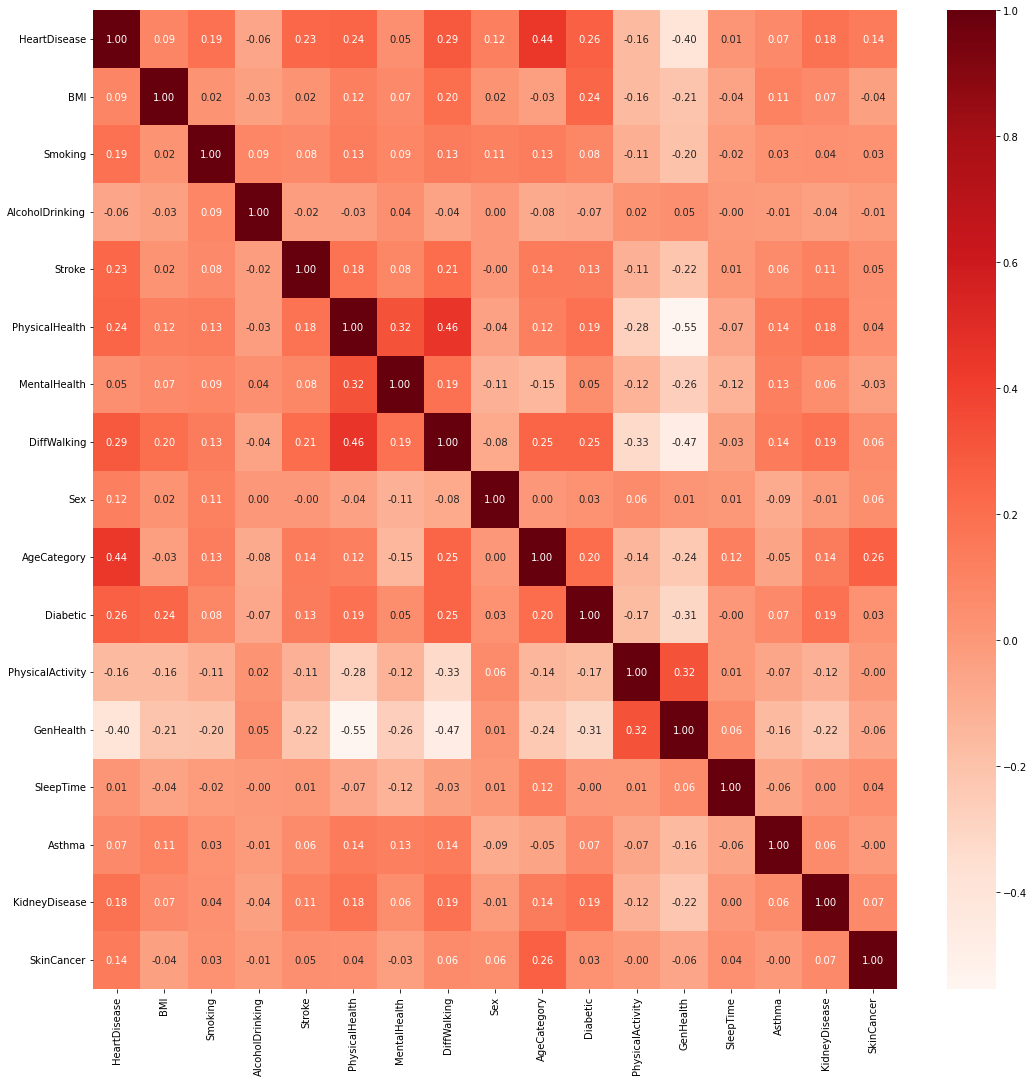 HeartDisease 1.00 0.09 0.19 -0.06 0.23 0.24 0.05 0.29 0.12 0.44 0.26 -0.16 -0.40 0.01 0.07 0.18 0.14
BMI 0.09 1.00 0.02 -0.03 0.02 0.12 0.07 0.20 0.02 -0.03 0.24 -0.16 -0.21 -0.04 0.11 0.07 -0.04
Smoking 0.19 0.02 1.00 0.09 0.08 0.13 0.09 0.13 0.11 0.13 0.08 -0.11 -0.20 -0.02 0.03 0.04 0.03
AlcoholDrinking -0.06 -0.03 0.09 1.00 -0.02 -0.03 0.04 -0.04 0.00 -0.08 -0.07 0.02 0.05 -0.00 -0.01 -0.04 -0.01
Stroke 0.23 0.02 0.08 -0.02 1.00 0.18 0.08 0.21 -0.00 0.14 0.13 -0.11 -0.22 0.01 0.06 0.11 0.05
PhysicalHealth 0.24 0.12 0.13 -0.03 0.18 1.00 0.32 0.46 -0.04 0.12 0.19 -0.28 -0.55 -0.07 0.14 0.18 0.04
MentalHealth 0.05 0.07 0.09 0.04 0.08 0.32 1.00 0.19 -0.11 -0.15 0.05 -0.12 -0.26 -0.12 0.13 0.06 -0.03
DiffWalking 0.29 0.20 0.13 -0.04 0.21 0.46 0.19 1.00 -0.08 0.25 0.25 -0.33 -0.47 -0.03 0.14 0.19 0.06
Sex 0.12 0.02 0.11 0.00 -0.00 -0.04 -0.11 -0.08 1.00 0.00 0.03 0.06 0.01 0.01 -0.09 -0.01 0.06
AgeCategory 0.44 -0.03 0.13 -0.08 0.14 0.12 -0.15 0.25 0.00 1.00 0.20 -0.14 -0.24 0.12 -0.05 0.14 0.26
Diabetic 0.26 0.24 0.08 -0.07 0.13 0.19 0.05 0.25 0.03 0.20 1.00 -0.17 -0.31 -0.00 0.07 0.19 0.03
PhysicalActivity -0.16 -0.16 -0.11 0.02 -0.11 -0.28 -0.12 -0.33 0.06 -0.14 -0.17 1.00 0.32 0.01 -0.07 -0.12 -0.00
GenHealth -0.40 -0.21 -0.20 0.05 -0.22 -0.55 -0.26 -0.47 0.01 -0.24 -0.31 0.32 1.00 0.06 -0.16 -0.22 -0.06
SleepTime 0.01 -0.04 -0.02 -0.00 0.01 -0.07 -0.12 -0.03 0.01 0.12 -0.00 0.01 0.06 1.00 -0.06 0.00 0.04
Asthma 0.07 0.11 0.03 -0.01 0.06 0.14 0.13 0.14 -0.09 -0.05 0.07 -0.07 -0.16 -0.06 1.00 0.06 -0.00
KidneyDisease 0.18 0.07 0.04 -0.04 0.11 0.18 0.06 0.19 -0.01 0.14 0.19 -0.12 -0.22 0.00 0.06 1.00 0.07
SkinCancer 0.14 -0.04 0.03 -0.01 0.05 0.04 -0.03 0.06 0.06 0.26 0.03 -0.00 -0.06 0.04 -0.00 0.07 1.00
HeartDisease
BMI
Smoking
AlcoholDrinking
Stroke
PhysicalHealth
MentalHealth
DiffWalking
Sex
AgeCategory
Diabetic
PhysicalActivity
GenHealth
SleepTime
Asthma
KidneyDisease
SkinCancer
1.0
0.8
0.6
0.4
0.2
0.0
−0.2
−0.4